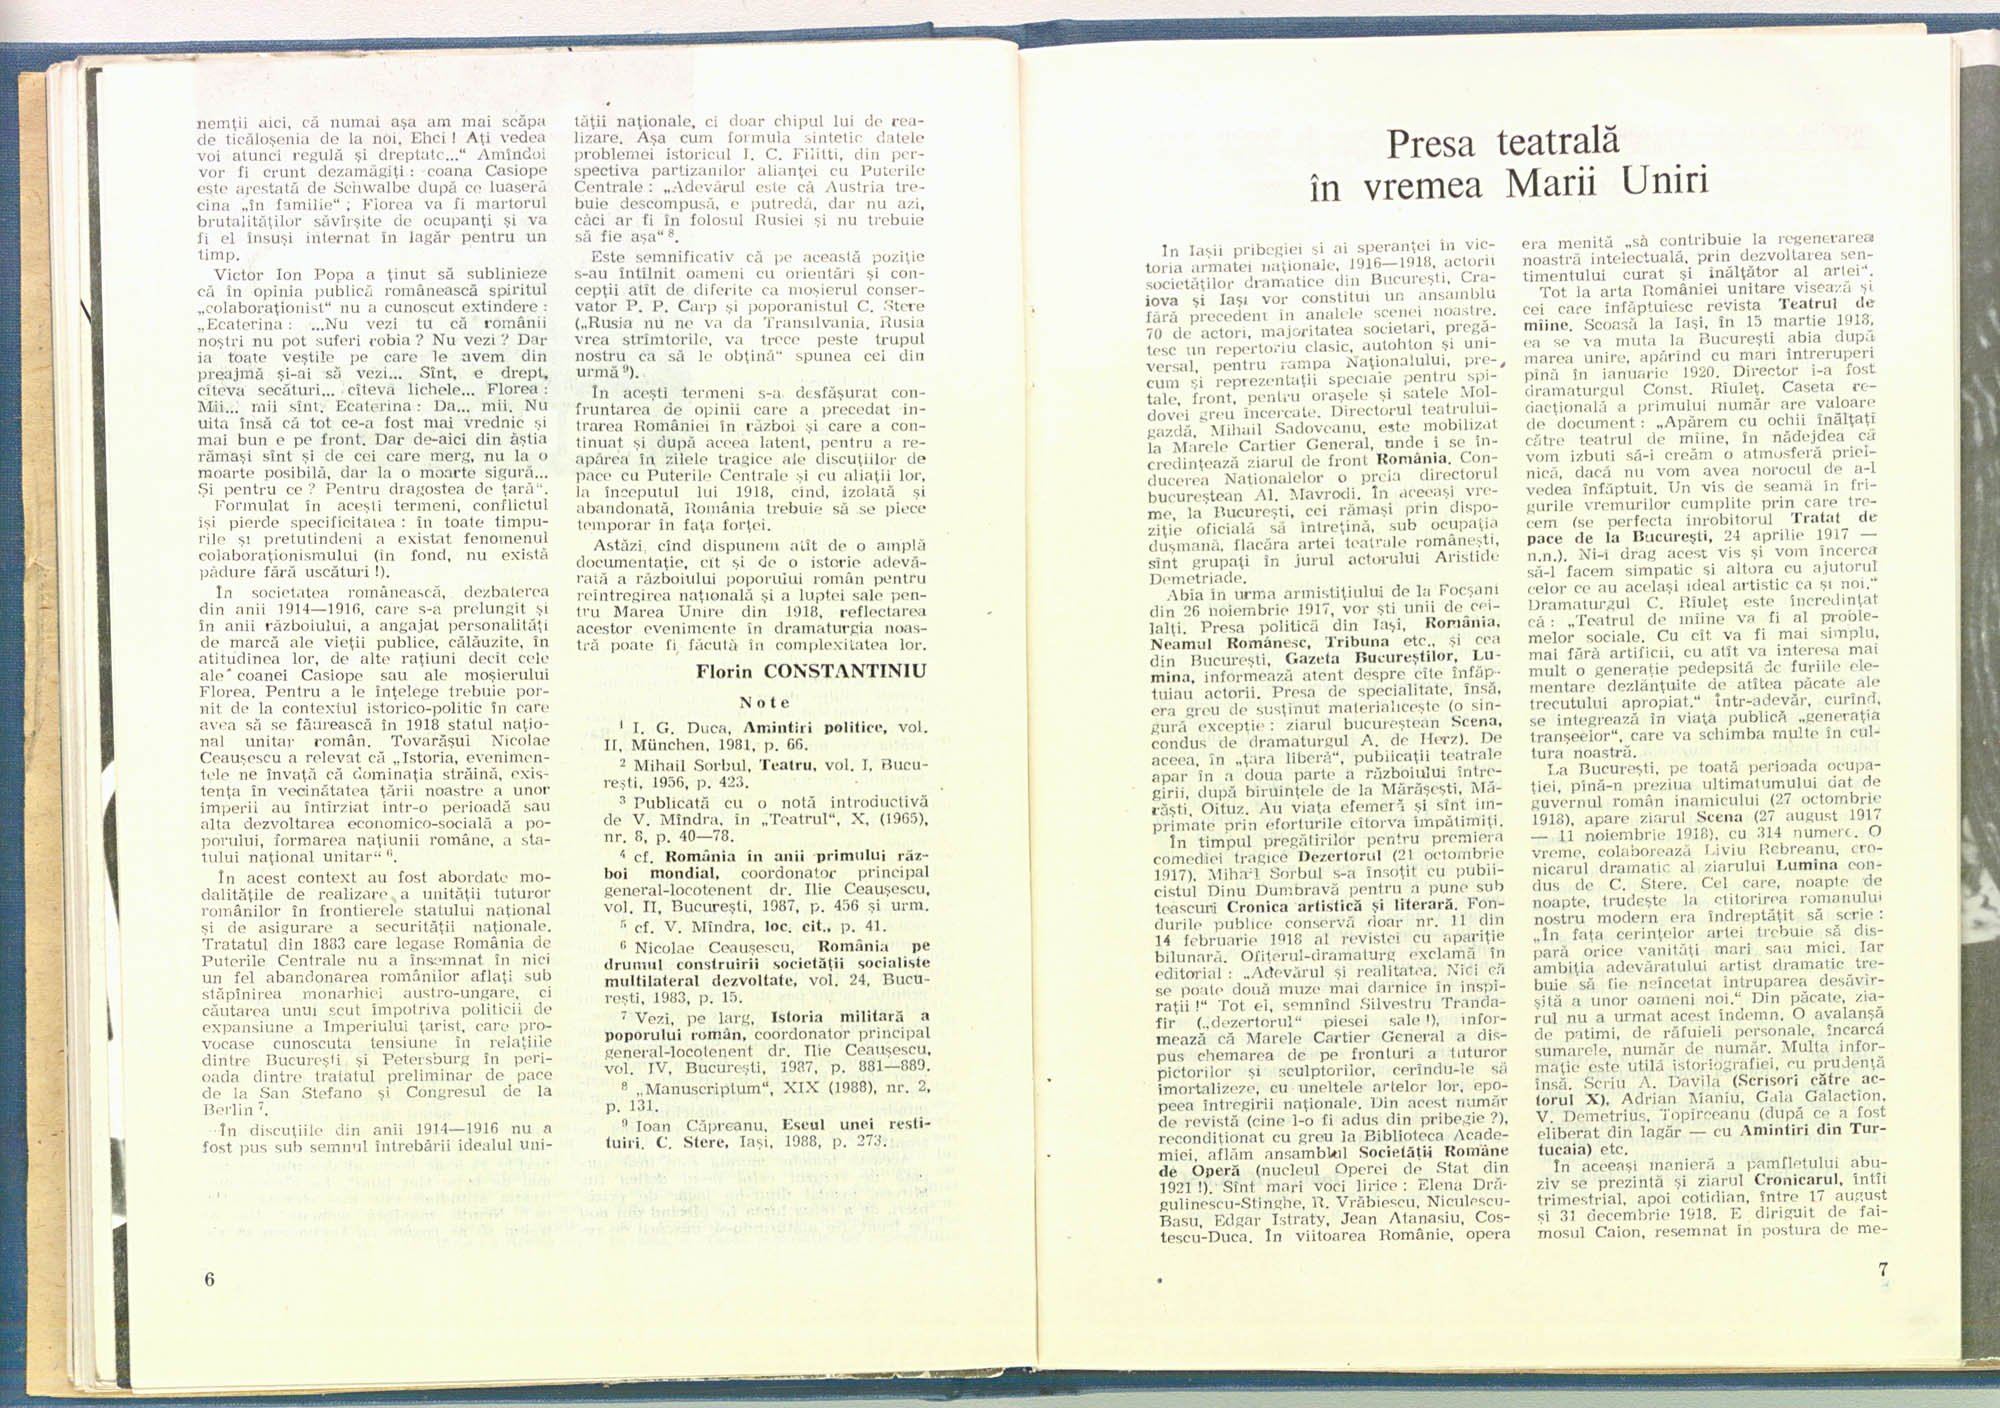 nemții aici, că numai așa am mai scăpa
de ticăloșenia de la noi, Ehei ! Ați vedea
voi atunci regulă și dreptate...“ Amîndoi
vor fi crunt dezamăgiți : coana Casiope
este arestată de Schwalbe după ce luaseră
cina „în familie“ ; Florea va fi martorul
brutalităților săvîrșite de ocupanți și va
fi el însuși internat în lagăr pentru un
timp.
Victor Ion Popa a ținut să sublinieze
că în opinia publică românească spiritul
„colaboraționist“ nu a cunoscut extindere :
„Ecaterina : ...Nu vezi tu că românii
noștri nu pot suferi robia ? Nu vezi ? Dar
ia toate veștile pe care le avem din
preajmă și-ai să vezi... Sînt, e drept,
cîteva secături... cîteva lichele... Florea :
Mii... mii sînt. Ecaterina : Da... mii. Nu
uita însă că tot ce-a fost mai vrednic și
mai bun e pe front. Dar de-aici din ăștia
rămași sînt și de cei care merg, nu la o
moarte posibilă, dar la o moarte sigură...
Și pentru ce ? Pentru dragostea de țară“.
Formulat în acești termeni, conflictul
își pierde specificitatea : în toate timpu-
rile și pretutindeni a existat fenomenul
colaboraționismului (în fond, nu există
pădure fără uscături !).
În societatea românească, dezbaterea
din anii 1914—1916, care s-a prelungit și
în anii războiului, a angajat personalități
de marcă ale vieții publice, călăuzite, în
atitudinea lor, de alte rațiuni decît cele
ale coanei Casiope sau ale moșierului
Florea. Pentru a le înțelege trebuie por-
nit de la contextul istorico-politic în care
avea să se făurească în 1918 statul națio-
nal unitar român. Tovarășul Nicolae
Ceaușescu a relevat că „Istoria, evenimen-
tele ne învață că dominația străină, exis-
tența în vecinătatea țării noastre a unor
imperii au întîrziat într-o perioadă sau
alta dezvoltarea economico-socială a po-
porului, formarea națiunii române, a sta-
tului național unitar“ 6.
În acest context au fost abordate mo-
dalitățile de realizare a unității tuturor
românilor în frontierele statului național
și de asigurare a securității naționale.
Tratatul din 1883 care legase România de
Puterile Centrale nu a însemnat în nici
un fel abandonarea românilor aflați sub
stăpînirea monarhiei austro-ungare, ci
căutarea unui scut împotriva politicii de
expansiune a Imperiului țarist, care pro-
vocase cunoscuta tensiune în relațiile
dintre București și Petersburg în peri-
oada dintre tratatul preliminar de pace
de la San Stefano și Congresul de la
Berlin 7.
În discuțiile din anii 1914—1916 nu a
fost pus sub semnul întrebării idealul uni-
tății naționale, ci doar chipul lui de rea-
lizare. Așa cum formula sintetic datele
problemei istoricul I. C. Filitti, din per-
spectiva partizanilor alianței cu Puterile
Centrale : „Adevărul este că Austria tre-
buie descompusă, e putredă, dar nu azi,
căci ar fi în folosul Rusiei și nu trebuie
să fie așa“ 8.
Este semnificativ că pe această poziție
s-au întîlnit oameni cu orientări și con-
cepții atît de diferite ca moșierul conser-
vator P. P. Carp și poporanistul C. Stere
(„Rusia nu ne va da Transilvania, Rusia
vrea strîmtorile, va trece peste trupul
nostru ca să le obțină“ spunea cel din
urmă 9).
În acești termeni s-a desfășurat con-
fruntarea de opinii care a precedat in-
trarea României în război și care a con-
tinuat și după aceea latent, pentru a re-
apărea în zilele tragice ale discuțiilor de
pace cu Puterile Centrale și cu aliații lor,
la începutul lui 1918, cînd, izolată și
abandonată, România trebuie să se plece
temporar în fața forței.
Astăzi, cînd dispunem atît de o amplă
documentație, cît și de o istorie adevă-
rată a războiului poporului român pentru
reîntregirea națională și a luptei sale pen-
tru Marea Unire din 1918, reflectarea
acestor evenimente în dramaturgia noas-
tră poate fi făcută în complexitatea lor.
Florin CONSTANTINIU
Note
1 I. G. Duca, Amintiri politice, vol.
II, München, 1981, p. 66.
2 Mihail Sorbul, Teatru, vol. I, Bucu-
rești, 1956, p. 423.
3 Publicată cu o notă introductivă
de V. Mîndra, în „Teatrul“, X, (1965),
nr. 8, p. 40—78.
4 cf. România în anii primului răz-
boi mondial, coordonator principal
general-locotenent dr. Ilie Ceaușescu,
vol. II, București, 1987, p. 456 și urm.
5 cf. V. Mîndra, loc. cit., p. 41.
6 Nicolae Ceaușescu, România pe
drumul construirii societății socialiste
multilateral dezvoltate, vol. 24, Bucu-
rești, 1983, p. 15.
7 Vezi, pe larg, Istoria militară a
poporului român, coordonator principal
general-locotenent dr. Ilie Ceaușescu,
vol. IV, București, 1987, p. 881—889.
8 „Manuscriptum“, XIX (1988), nr. 2,
p. 131.
9 Ioan Căpreanu, Eseul unei resti-
tuiri. C. Stere, Iași, 1988, p. 273.
6
Presa teatrală
în vremea Marii Uniri
În Iașii pribegiei și ai speranței în vic-
toria armatei naționale, 1916—1918, actorii
societăților dramatice din București, Cra-
iova și Iași vor constitui un ansamblu
fără precedent în analele scenei noastre.
70 de actori, majoritatea societari, pregă-
tesc un repertoriu clasic, autohton și uni-
versal, pentru rampa Naționalului, pre-
cum și reprezentații speciale pentru spi-
tale, front, pentru orașele și satele Mol-
dovei greu încercate. Directorul teatrului-
gazdă, Mihail Sadoveanu, este mobilizat
la Marele Cartier General, unde i se în-
credințează ziarul de front România. Con-
ducerea Naționalelor o preia directorul
bucureștean Al. Mavrodi. În aceeași vre-
me, la București, cei rămași prin dispo-
ziție oficială să întrețină, sub ocupația
dușmană, flacăra artei teatrale românești,
sînt grupați în jurul actorului Aristide
Demetriade.
Abia în urma armistițiului de la Focșani
din 26 noiembrie 1917, vor ști unii de cei-
lalți. Presa politică din Iași, România,
Neamul Românesc, Tribuna etc., și cea
din București, Gazeta Bucureștilor, Lu-
mina, informează atent despre cîte înfăp-
tuiau actorii. Presa de specialitate, însă,
era greu de susținut materialicește (o sin-
gură excepție : ziarul bucureștean Scena,
condus de dramaturgul A. de Herz). De
aceea, în „țara liberă“, publicații teatrale
apar în a doua parte a războiului între-
girii, după biruințele de la Mărășești, Mă-
răști, Oituz. Au viața efemeră și sînt im-
primate prin eforturile cîtorva împătimiți.
În timpul pregătirilor pentru premiera
comediei tragice Dezertorul (21 octombrie
1917), Mihail Sorbul s-a însoțit cu publi-
cistul Dinu Dumbravă pentru a pune sub
teascuri Cronica artistică și literară. Fon-
durile publice conservă doar nr. 11 din
14 februarie 1918 al revistei cu apariție
bilunară. Ofițerul-dramaturg exclamă în
editorial : „Adevărul și realitatea. Nici că
se poate două muze mai darnice în inspi-
rații !“ Tot el, semnînd Silvestru Tranda-
fir („dezertorul“ piesei sale !), infor-
mează că Marele Cartier General a dis-
pus chemarea de pe fronturi a tuturor
pictorilor și sculptorilor, cerîndu-le să
imortalizeze, cu uneltele artelor lor, epo-
peea întregirii naționale. Din acest număr
de revistă (cine l-o fi adus din pribegie ?),
recondiționat cu greu la Biblioteca Acade-
miei, aflăm ansamblul Societății Române
de Operă (nucleul Operei de Stat din
1921 !). Sînt mari voci lirice : Elena Dră-
gulinescu-Stinghe, R. Vrăbiescu, Niculescu-
Basu, Edgar Istraty, Jean Atanasiu, Cos-
tescu-Duca. În viitoarea Românie, opera
era menită „să contribuie la regenerarea
noastră intelectuală, prin dezvoltarea sen-
timentului curat și înălțător al artei“.
Tot la arta României unitare visează și
cei care înfăptuiesc revista Teatrul de
mîine. Scoasă la Iași, în 15 martie 1918,
ea se va muta la București abia după
marea unire, apărînd cu mari întreruperi
pînă în ianuarie 1920. Director i-a fost
dramaturgul Const. Rîuleț. Caseta re-
dacțională a primului număr are valoare
de document : „Apărem cu ochii înălțați
către teatrul de mîine, în nădejdea că
vom izbuti să-i creăm o atmosferă priel-
nică, dacă nu vom avea norocul de a-l
vedea înfăptuit. Un vis de seamă în fri-
gurile vremurilor cumplite prin care tre-
cem (se perfecta înrobitorul Tratat de
pace de la București, 24 aprilie 1917 —
n.n.). Ni-i drag acest vis și vom încerca
să-l facem simpatic și altora cu ajutorul
celor ce au același ideal artistic ca și noi.“
Dramaturgul C. Rîuleț este încredințat
că : „Teatrul de mîine va fi al proble-
melor sociale. Cu cît va fi mai simplu,
mai fără artificii, cu atît va interesa mai
mult o generație pedepsită de furiile ele-
mentare dezlănțuite de atîtea păcate ale
trecutului apropiat.“ Într-adevăr, curînd,
se integrează în viața publică „generația
tranșeelor“, care va schimba multe în cul-
tura noastră.
La București, pe toată perioada ocupa-
ției, pînă-n preziua ultimatumului dat de
guvernul român inamicului (27 octombrie
1918), apare ziarul Scena (27 august 1917
— 11 noiembrie 1918), cu 314 numere. O
vreme, colaborează Liviu Rebreanu, cro-
nicarul dramatic al ziarului Lumina con-
dus de C. Stere. Cel care, noapte de
noapte, trudește la ctitorirea romanului
nostru modern era îndreptățit să scrie :
„În fața cerințelor artei trebuie să dis-
pară orice vanități mari sau mici. Iar
ambiția adevăratului artist dramatic tre-
buie să fie neîncetat întruparea desăvîr-
șită a unor oameni noi.“ Din păcate, zia-
rul nu a urmat acest îndemn. O avalanșă
de patimi, de răfuieli personale, încarcă
sumarele, număr de număr. Multa infor-
mație este utilă istoriografiei, cu prudență
însă. Scriu A. Davila (Scrisori către ac-
torul X), Adrian Maniu, Gala Galaction,
V. Demetrius, Topîrceanu (după ce a fost
eliberat din lagăr — cu Amintiri din Tur-
tucaia) etc.
În aceeași manieră a pamfletului abu-
ziv se prezintă și ziarul Cronicarul, întîi
trimestrial, apoi cotidian, între 17 august
și 31 decembrie 1918. E diriguit de fai-
mosul Caion, resemnat în postura de me-
7